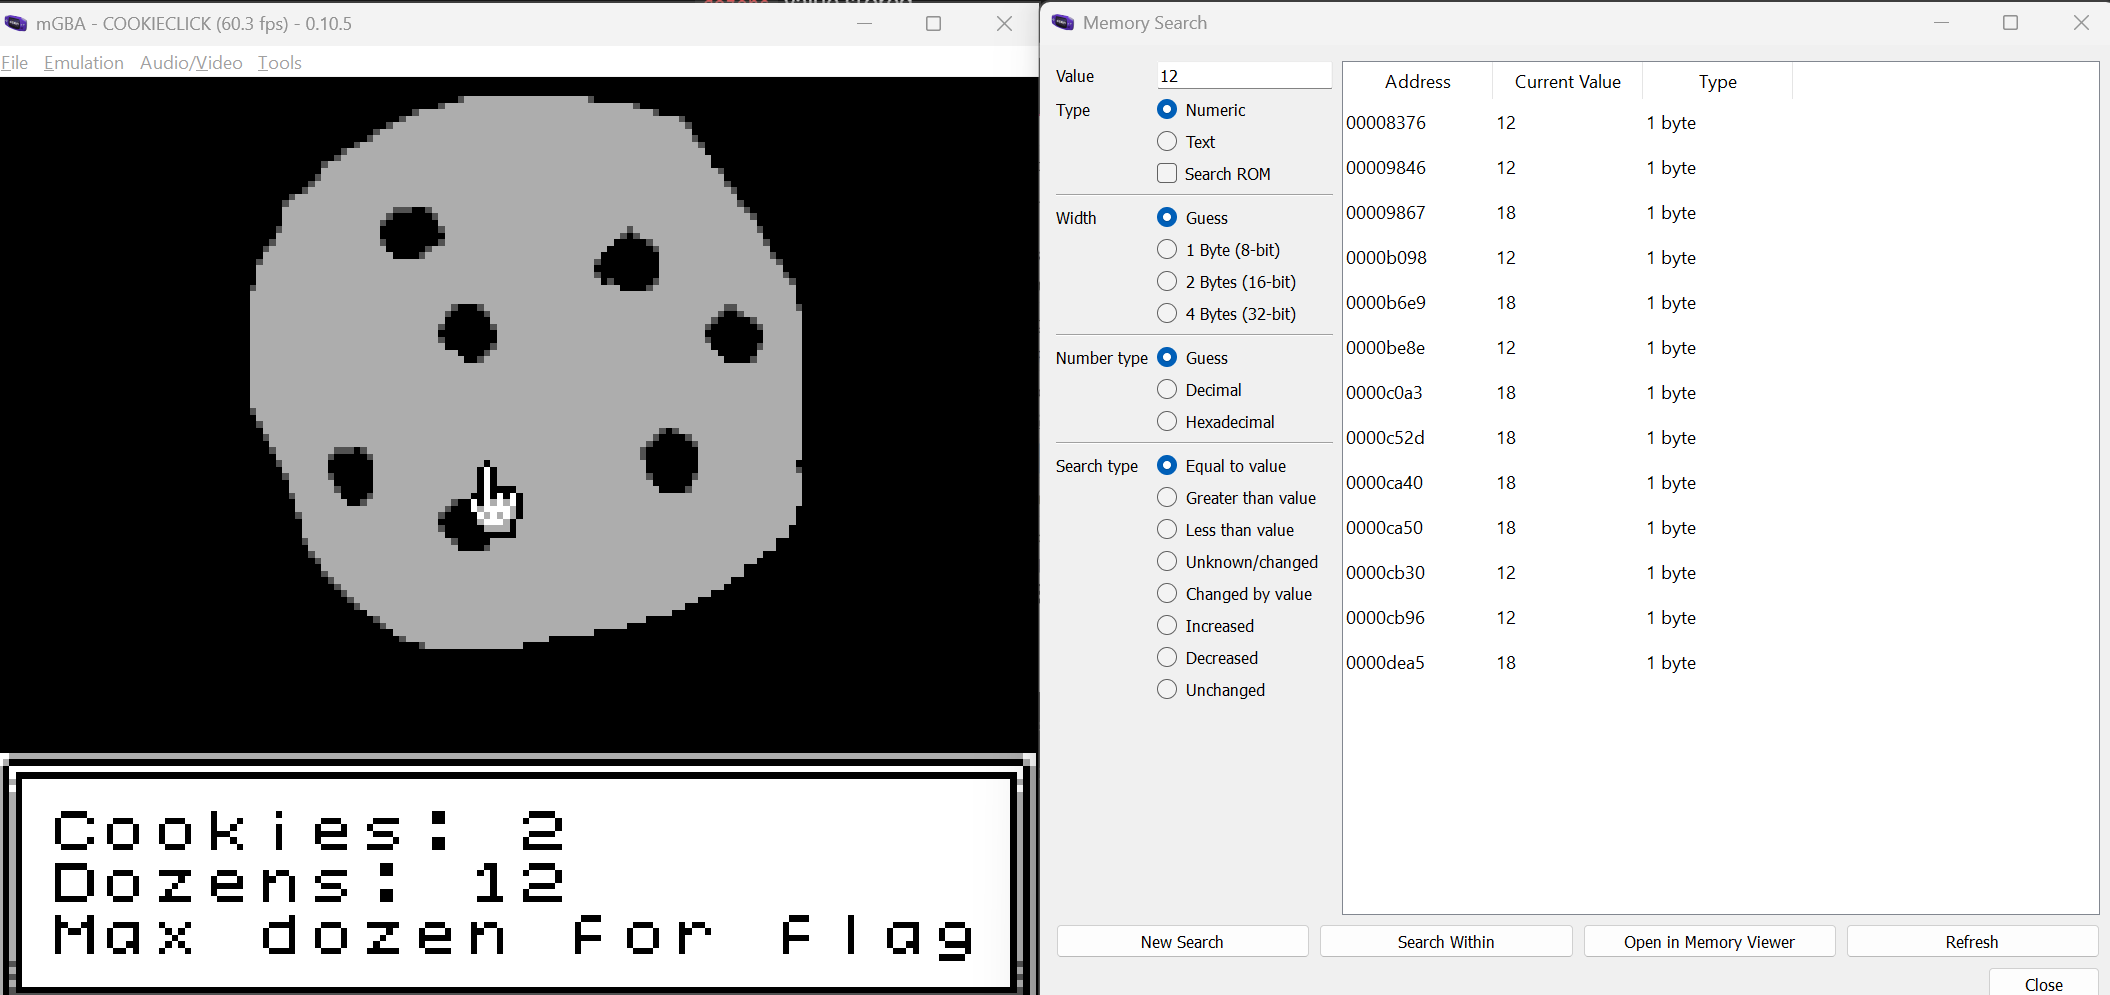 mGBA - COOKIECLICK (60.3 fps) - 0.10.5
File Emulation Audio/Video Tools
Cookies: 2
Dozens: 12
Max dozen for flag
Memory Search
Value 12
Type Numeric
Text
Search ROM
Width Guess
1 Byte (8-bit)
2 Bytes (16-bit)
4 Bytes (32-bit)
Number type Guess
Decimal
Hexadecimal
Search type Equal to value
Greater than value
Less than value
Unknown/changed
Changed by value
Increased
Decreased
Unchanged
Address Current Value Type
00008376 12 1 byte
00009846 12 1 byte
00009867 18 1 byte
0000b098 12 1 byte
0000b6e9 18 1 byte
0000be8e 12 1 byte
0000c0a3 18 1 byte
0000c52d 18 1 byte
0000ca40 18 1 byte
0000ca50 18 1 byte
0000cb30 12 1 byte
0000cb96 12 1 byte
0000dea5 18 1 byte
New Search Search Within Open in Memory Viewer Refresh
Close